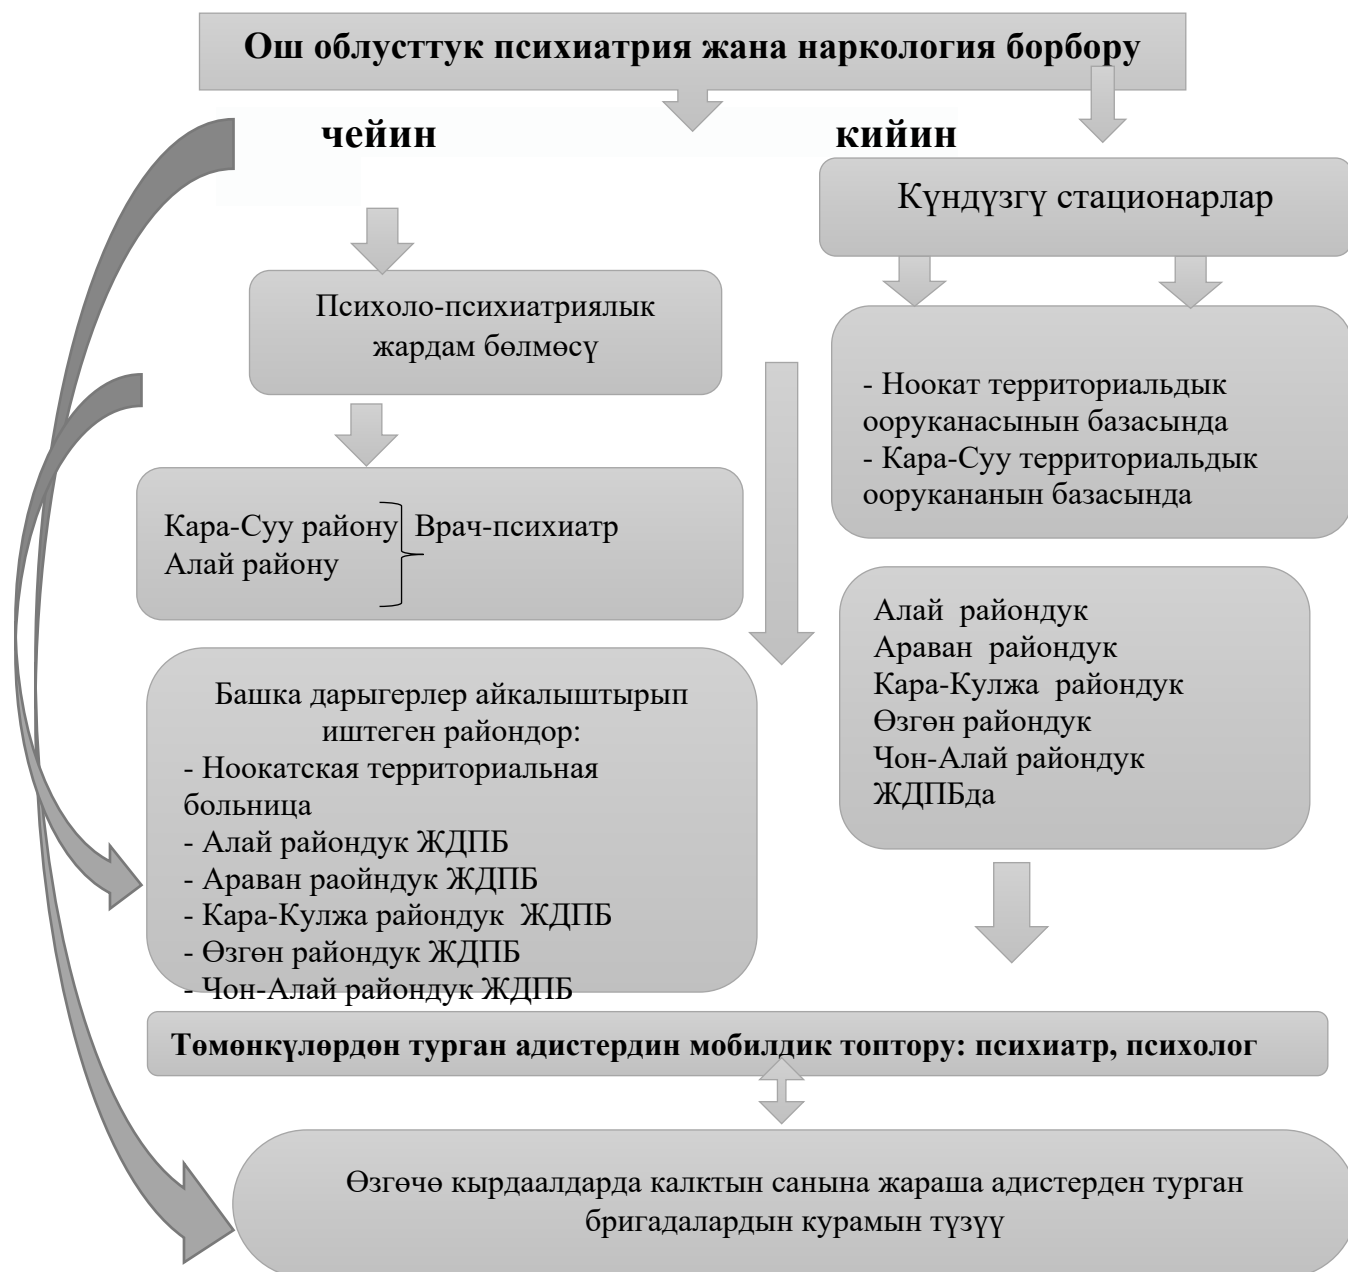 Ош облусттук психиатрия жана наркология борбору
чейин
кийин
Күндүзгү стационарлар
Психоло-психиатриялык
жардам бөлмөсү
- Ноокат территориальдык
ооруканасынын базасында
- Кара-Суу территориальдык
оорукананын базасында
Кара-Суу району
Алай району
Врач-психиатр
Алай райондук
Араван райондук
Кара-Кулжа райондук
Өзгөн райондук
Чон-Алай райондук
ЖДПБда
Башка дарыгерлер айкалыштырып
иштеген райондор:
- Ноокатская территориальная
больница
- Алай райондук ЖДПБ
- Араван раойндук ЖДПБ
- Кара-Кулжа райондук ЖДПБ
- Өзгөн райондук ЖДПБ
- Чон-Алай райондук ЖДПБ
Төмөнкүлөрдөн турган адистердин мобилдик топтору: психиатр, психолог
Өзгөчө кырдаалдарда калктын санына жараша адистерден турган
бригадалардын курамын түзүү